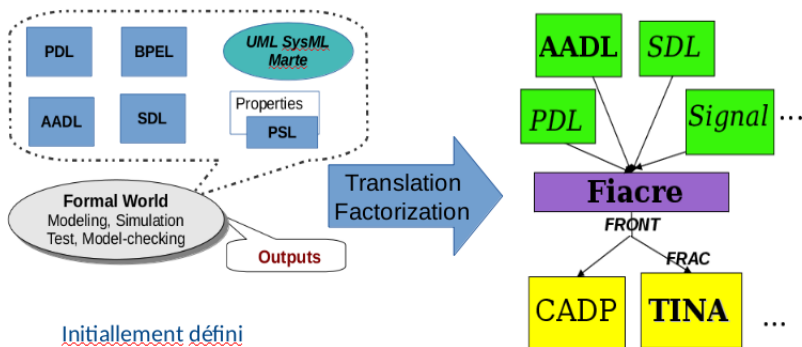 PDL
BPEL
UML SysML
Marte
AADL
SDL
Properties
PSL
Formal World
Modeling, Simulation
Test, Model-checking
Outputs
Initiallement défini
Translation
Factorization
AADL
SDL
PDL
Signal
...
Fiacre
FRONT
FRAC
CADP
TINA
...